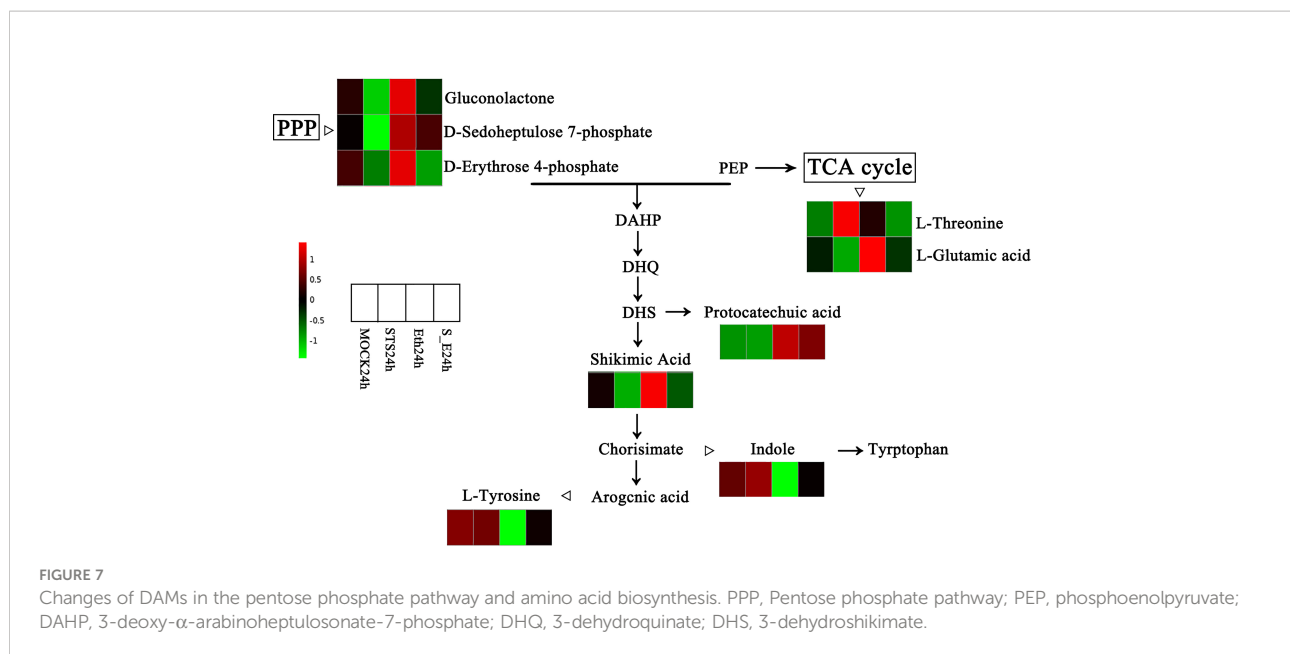 Gluconolactone
PPP
D-Sedoheptulose 7-phosphate
D-Erythrose 4-phosphate
PEP
TCA cycle
L-Threonine
L-Glutamic acid
DAHP
DHQ
DHS
Protocatechuic acid
1
0.5
0
-0.5
-1
MOCK24h
STS24h
Eth24h
S_E24h
Shikimic Acid
Chorisimate
Indole
Tyrptophan
L-Tyrosine
Arogcnic acid
FIGURE 7
Changes of DAMs in the pentose phosphate pathway and amino acid biosynthesis. PPP, Pentose phosphate pathway; PEP, phosphoenolpyruvate;
DAHP, 3-deoxy-α-arabinoheptulosonate-7-phosphate; DHQ, 3-dehydroquinate; DHS, 3-dehydroshikimate.